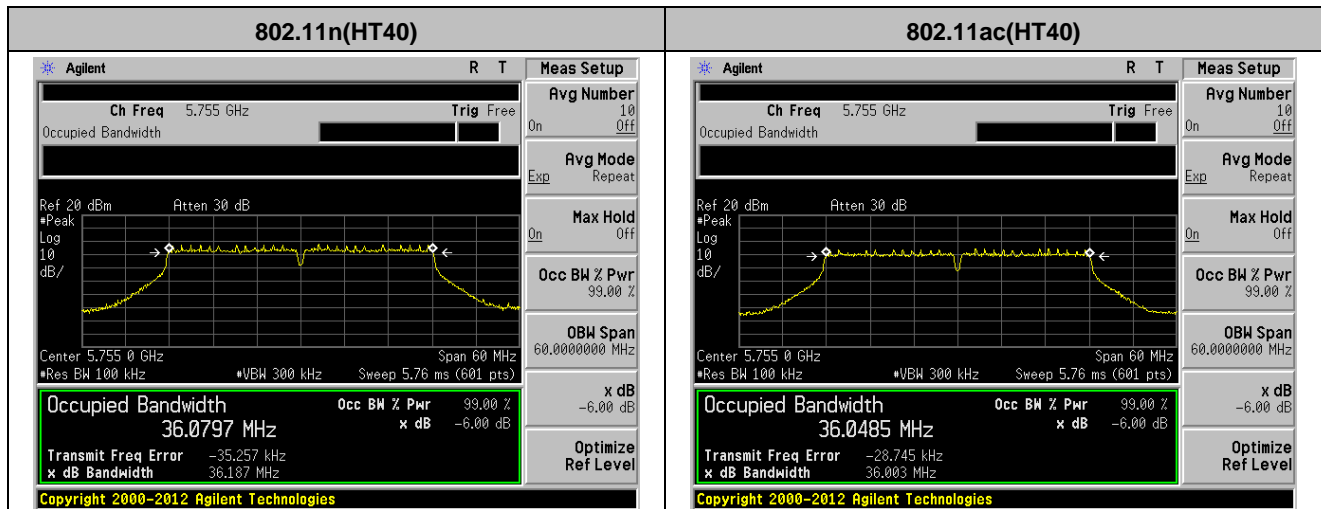 802.11n(HT40)
Agilent R T
Meas Setup
Ch Freq 5.755 GHz Trig Free
Occupied Bandwidth
Avg Number
10
On Off
Avg Mode
Exp Repeat
Ref 20 dBm Atten 30 dB
#Peak
Log
10
dB/
Max Hold
On Off
Occ BW % Pwr
99.00 %
OBW Span
60.0000000 MHz
Center 5.755 0 GHz Span 60 MHz
#Res BW 100 kHz #VBW 300 kHz Sweep 5.76 ms (601 pts)
x dB
-6.00 dB
Occupied Bandwidth Occ BW % Pwr 99.00 %
36.0797 MHz x dB -6.00 dB
Transmit Freq Error -35.257 kHz
x dB Bandwidth 36.187 MHz
Optimize
Ref Level
Copyright 2000-2012 Agilent Technologies
802.11ac(HT40)
Agilent R T
Meas Setup
Ch Freq 5.755 GHz Trig Free
Occupied Bandwidth
Avg Number
10
On Off
Avg Mode
Exp Repeat
Ref 20 dBm Atten 30 dB
#Peak
Log
10
dB/
Max Hold
On Off
Occ BW % Pwr
99.00 %
OBW Span
60.0000000 MHz
Center 5.755 0 GHz Span 60 MHz
#Res BW 100 kHz #VBW 300 kHz Sweep 5.76 ms (601 pts)
x dB
-6.00 dB
Occupied Bandwidth Occ BW % Pwr 99.00 %
36.0485 MHz x dB -6.00 dB
Transmit Freq Error -28.745 kHz
x dB Bandwidth 36.003 MHz
Optimize
Ref Level
Copyright 2000-2012 Agilent Technologies